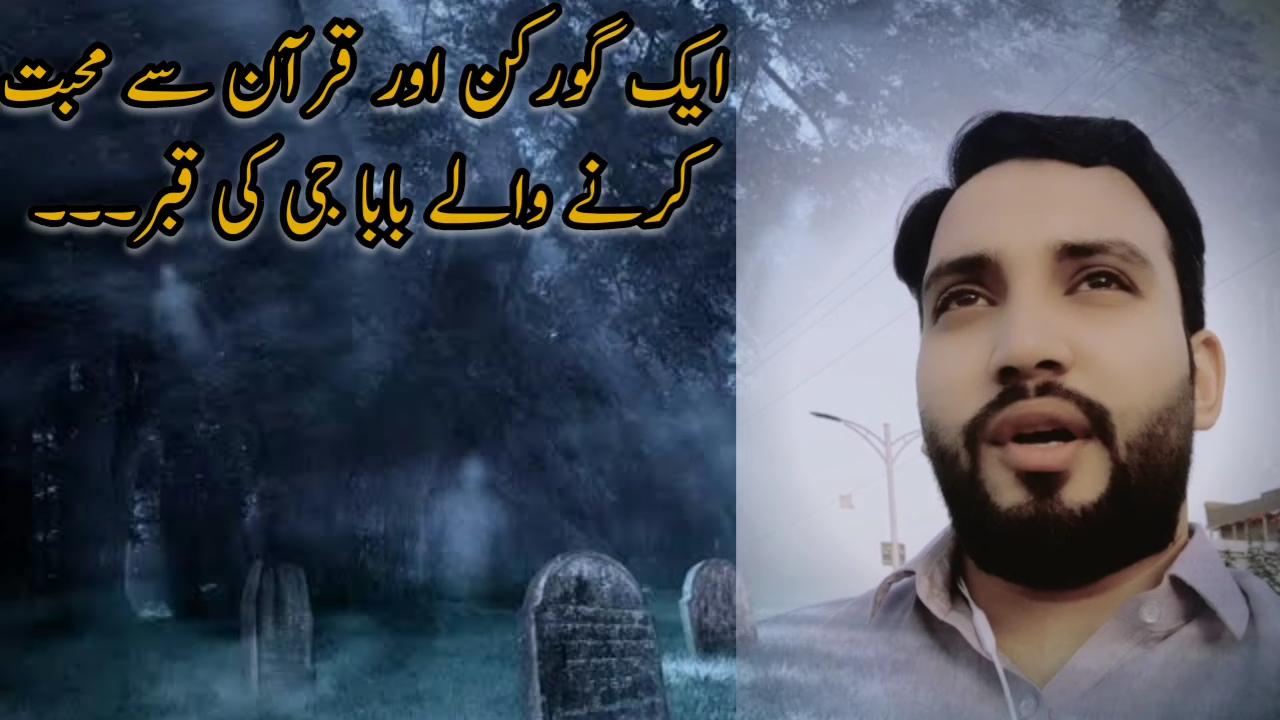 ایک گورکن اور قرآن سے محبت
کرنے والے بابا جی کی قبر۔۔۔